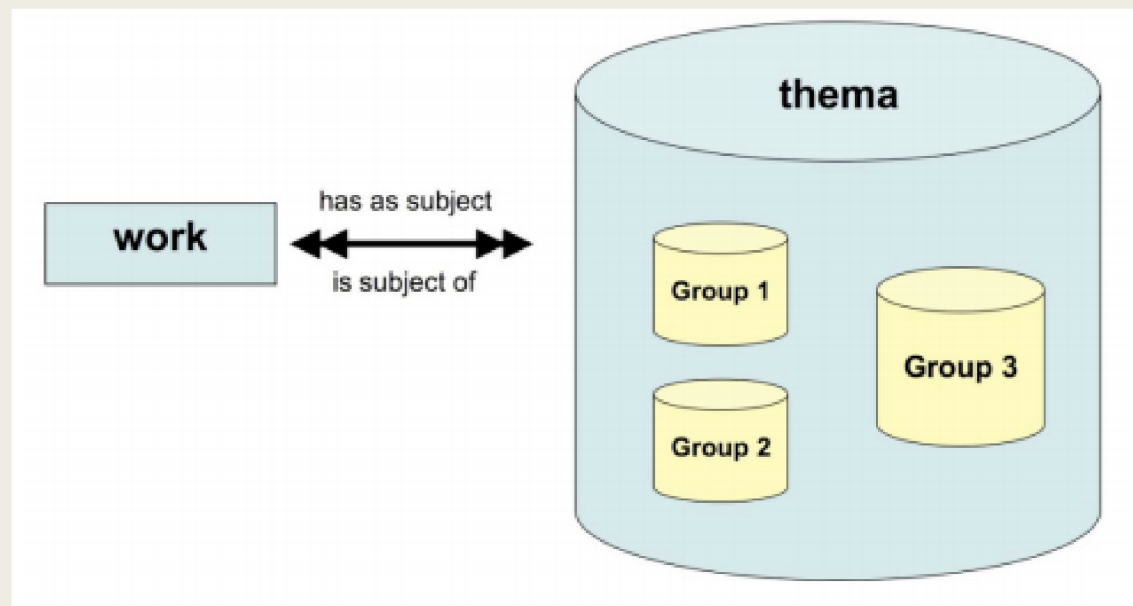 thema
has as subject
work
is subject of
Group 1
Group 3
Group 2